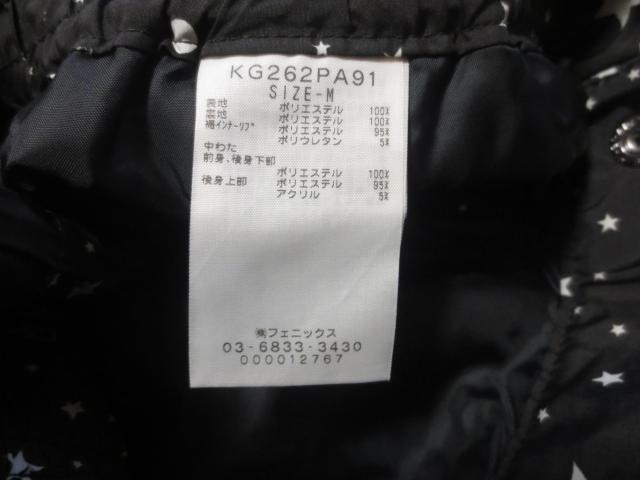 KG262PA91
SIZE-M
表地 ポリエステル 100%
裏地 ポリエステル 100%
裾インナーリブ ポリエステル 95%
ポリウレタン 5%
中わた
前身、後身下部
ポリエステル 100%
後身上部 ポリエステル 95%
アクリル 5%
㈱フェニックス
03-6833-3430
000012767